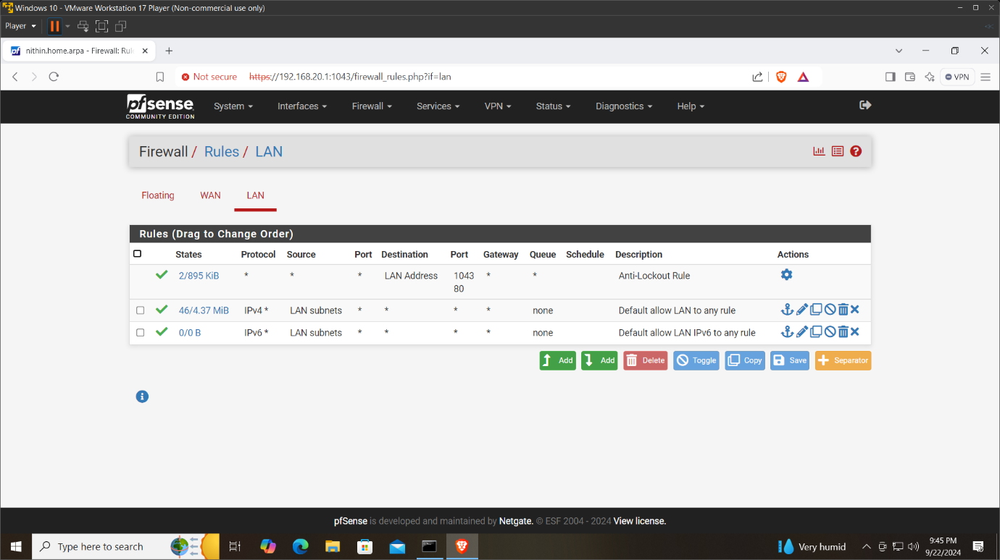 Windows 10 - VMware Workstation 17 Player (Non-commercial use only)
Player
pf nithin.home.arpa - Firewall: Rul
Not secure https://192.168.20.1:1043/firewall_rules.php?if=lan VPN
pfsense COMMUNITY EDITION System Interfaces Firewall Services VPN Status Diagnostics Help
Firewall / Rules / LAN
Floating WAN LAN
Rules (Drag to Change Order)
States Protocol Source Port Destination Port Gateway Queue Schedule Description Actions
2/895 KiB * * * LAN Address 1043 * * Anti-Lockout Rule
80
46/4.37 MiB IPv4 * LAN subnets * * * * none Default allow LAN to any rule
0/0 B IPv6 * LAN subnets * * * * none Default allow LAN IPv6 to any rule
Add Add Delete Toggle Copy Save Separator
pfSense is developed and maintained by Netgate. © ESF 2004 - 2024 View license.
Type here to search Very humid 9:45 PM
9/22/2024